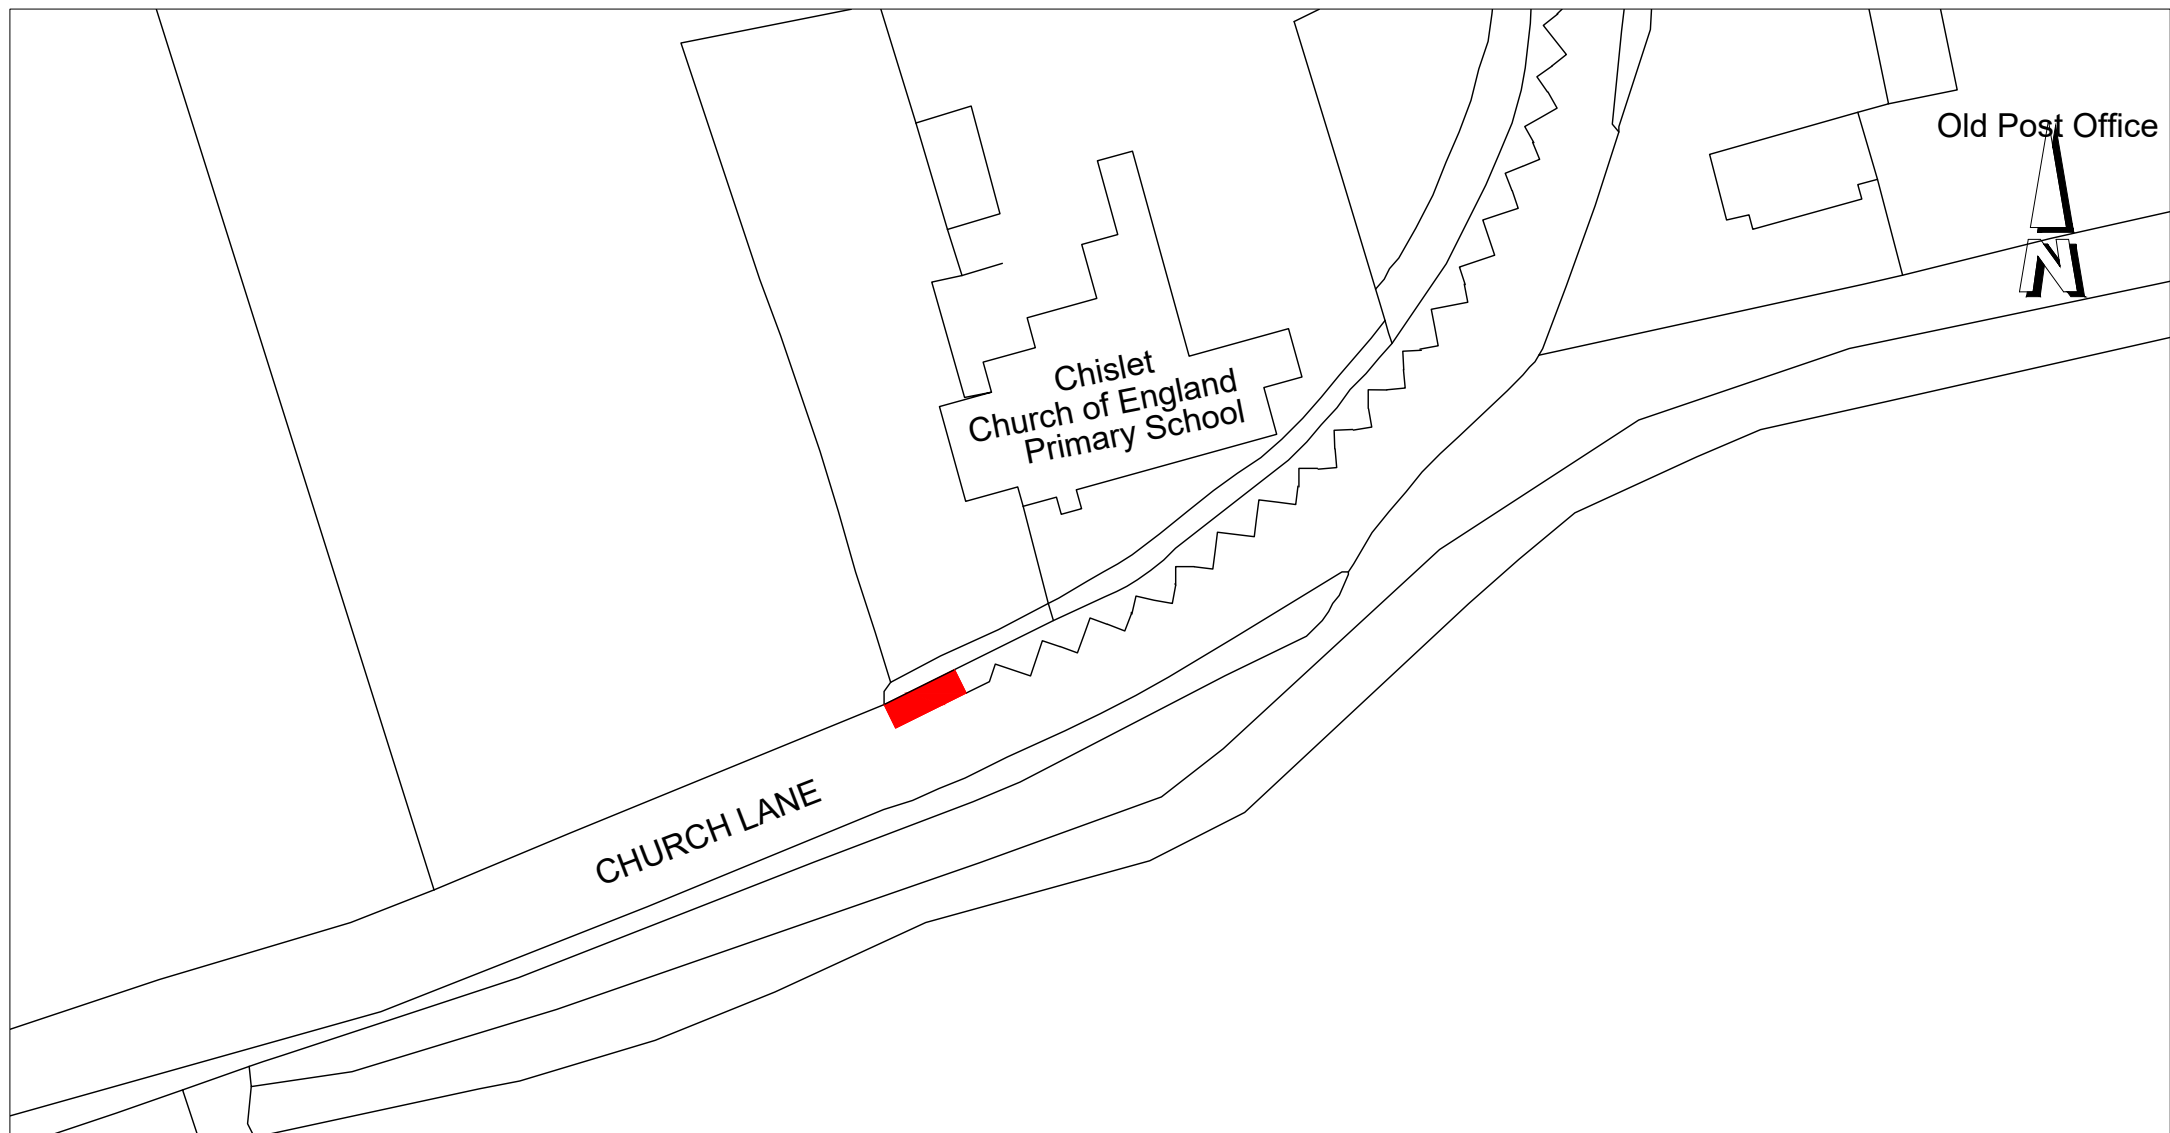 Old Post Office
N
Chislet
Church of England
Primary School
CHURCH LANE